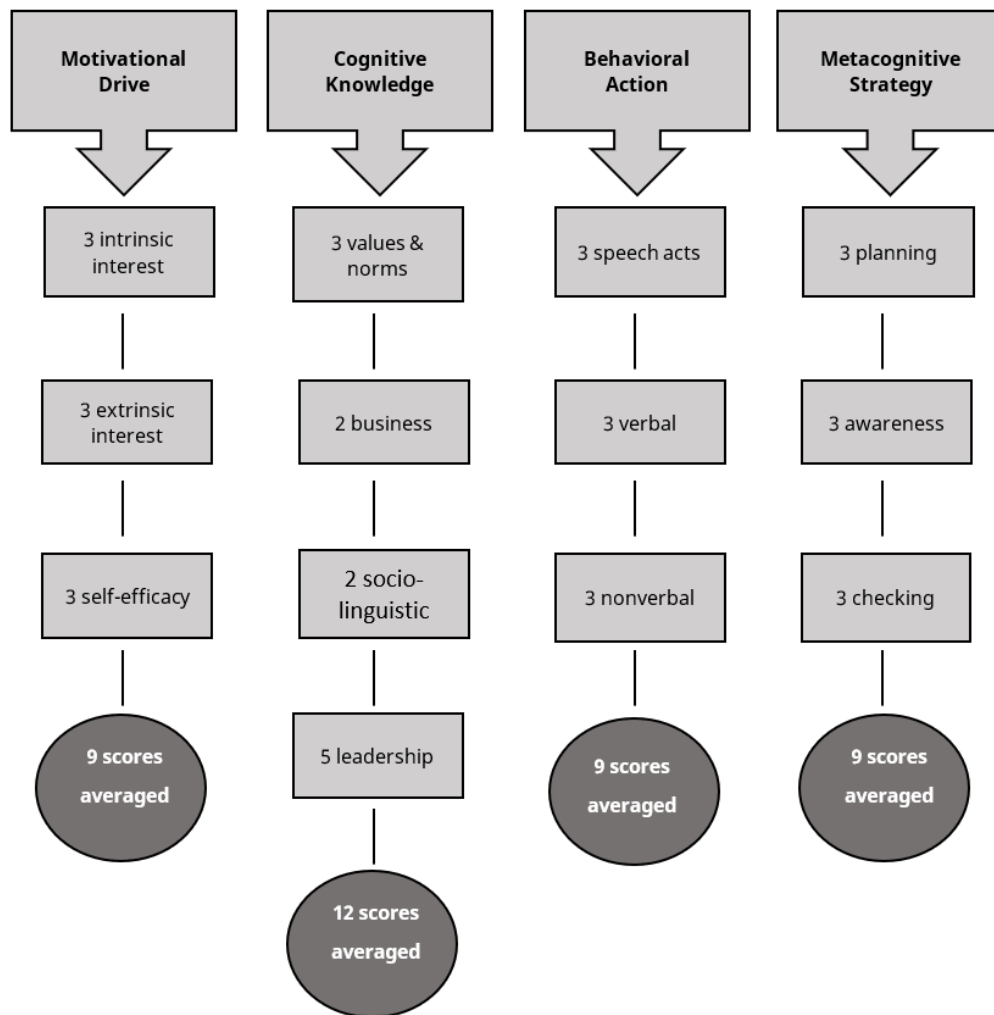 Motivational
Drive
Cognitive
Knowledge
Behavioral
Action
Metacognitive
Strategy
3 intrinsic
interest
3 values &
norms
3 speech acts
3 planning
3 extrinsic
interest
2 business
3 verbal
3 awareness
3 self-efficacy
2 socio-
linguistic
3 nonverbal
3 checking
9 scores
averaged
5 leadership
9 scores
averaged
9 scores
averaged
12 scores
averaged